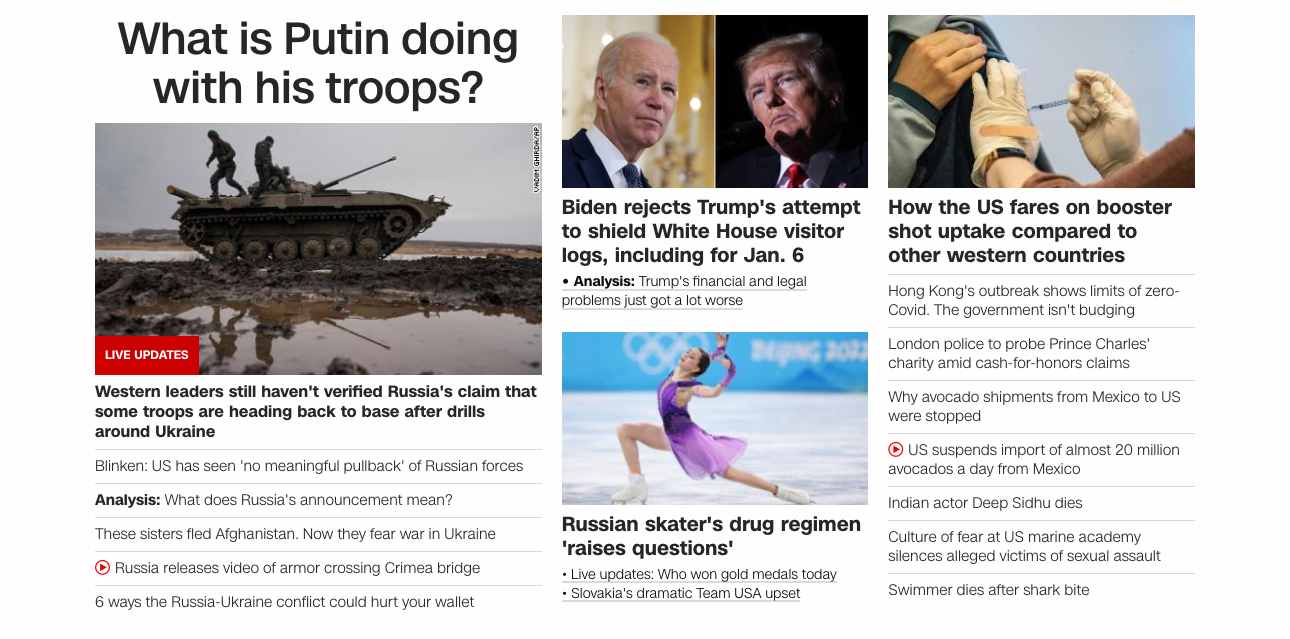 What is Putin doing
with his troops?
VADIM GHIRDA/AP
LIVE UPDATES
Western leaders still haven't verified Russia's claim that
some troops are heading back to base after drills
around Ukraine
Blinken: US has seen 'no meaningful pullback' of Russian forces
Analysis: What does Russia's announcement mean?
These sisters fled Afghanistan. Now they fear war in Ukraine
Russia releases video of armor crossing Crimea bridge
6 ways the Russia-Ukraine conflict could hurt your wallet
Biden rejects Trump's attempt
to shield White House visitor
logs, including for Jan. 6
• Analysis: Trump's financial and legal
problems just got a lot worse
BEIJING 2022
Russian skater's drug regimen
'raises questions'
• Live updates: Who won gold medals today
• Slovakia's dramatic Team USA upset
How the US fares on booster
shot uptake compared to
other western countries
Hong Kong's outbreak shows limits of zero-
Covid. The government isn't budging
London police to probe Prince Charles'
charity amid cash-for-honors claims
Why avocado shipments from Mexico to US
were stopped
US suspends import of almost 20 million
avocados a day from Mexico
Indian actor Deep Sidhu dies
Culture of fear at US marine academy
silences alleged victims of sexual assault
Swimmer dies after shark bite